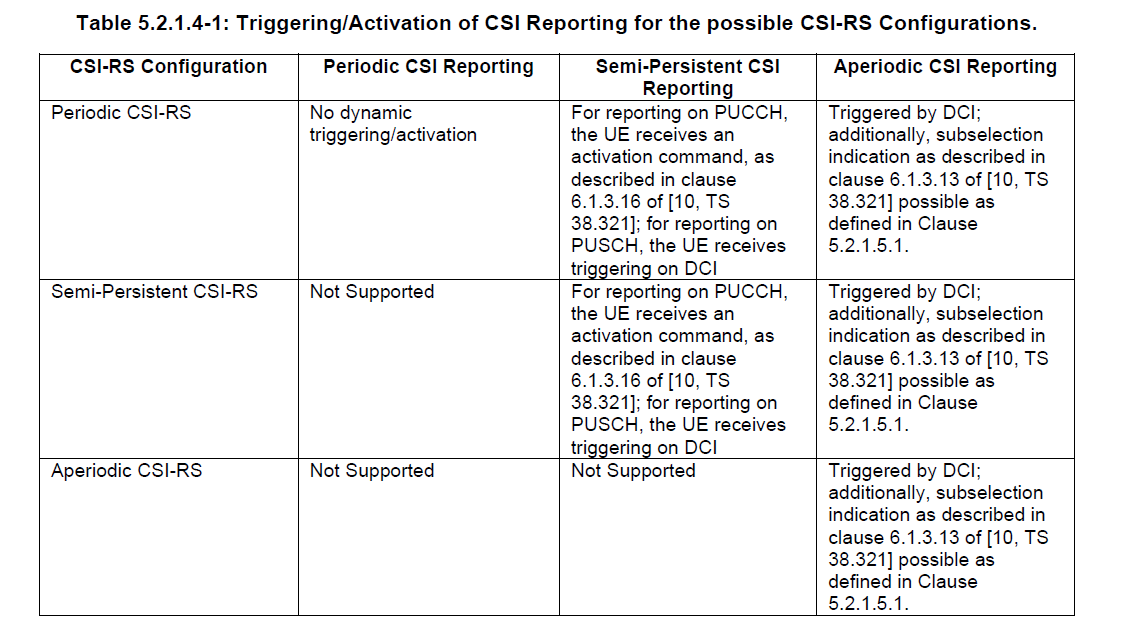 Table 5.2.1.4-1: Triggering/Activation of CSI Reporting for the possible CSI-RS Configurations.
CSI-RS Configuration
Periodic CSI Reporting
Semi-Persistent CSI
Reporting
Aperiodic CSI Reporting
Periodic CSI-RS
No dynamic
triggering/activation
For reporting on PUCCH,
the UE receives an
activation command, as
described in clause
6.1.3.16 of [10, TS
38.321]; for reporting on
PUSCH, the UE receives
triggering on DCI
Triggered by DCI;
additionally, subselection
indication as described in
clause 6.1.3.13 of [10, TS
38.321] possible as
defined in Clause
5.2.1.5.1.
Semi-Persistent CSI-RS
Not Supported
For reporting on PUCCH,
the UE receives an
activation command, as
described in clause
6.1.3.16 of [10, TS
38.321]; for reporting on
PUSCH, the UE receives
triggering on DCI
Triggered by DCI;
additionally, subselection
indication as described in
clause 6.1.3.13 of [10, TS
38.321] possible as
defined in Clause
5.2.1.5.1.
Aperiodic CSI-RS
Not Supported
Not Supported
Triggered by DCI;
additionally, subselection
indication as described in
clause 6.1.3.13 of [10, TS
38.321] possible as
defined in Clause
5.2.1.5.1.